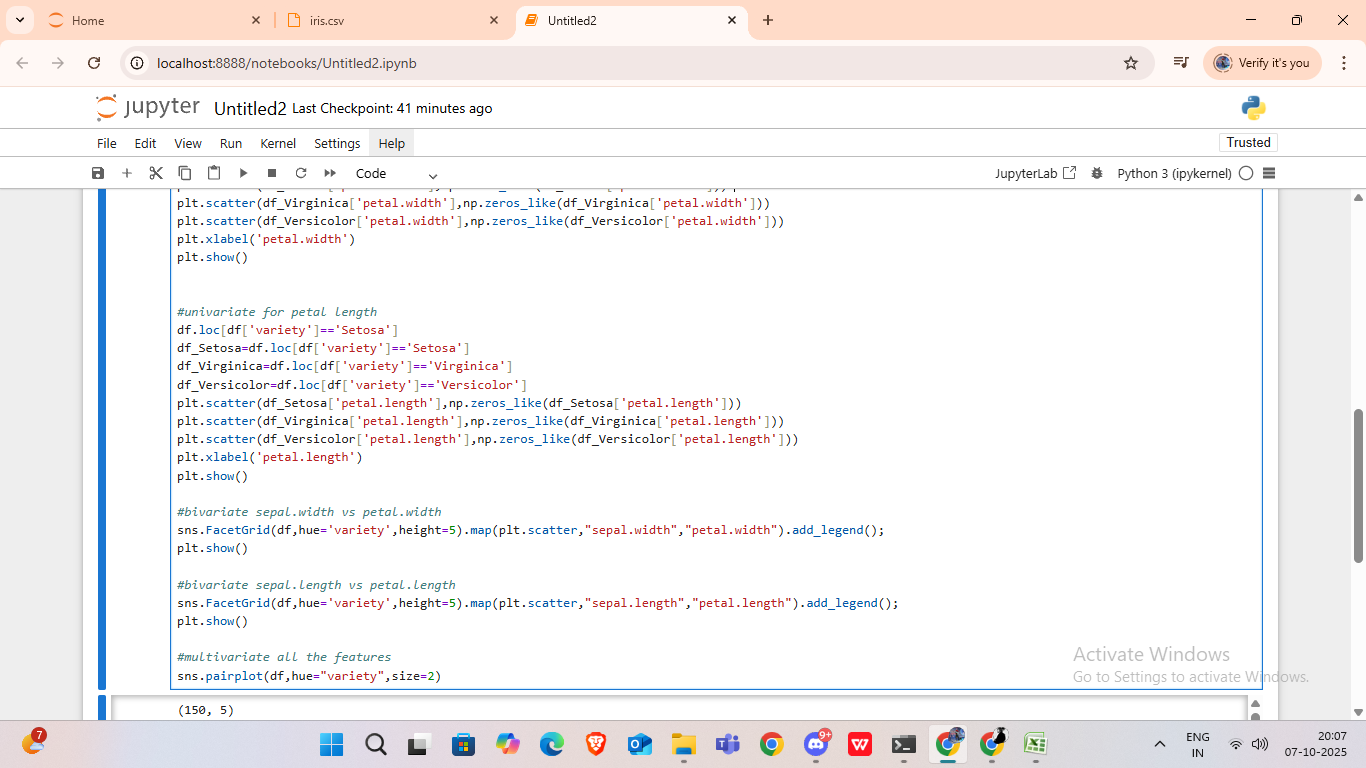 Home
iris.csv
Untitled2
localhost:8888/notebooks/Untitled2.ipynb
Verify it's you
jupyter Untitled2 Last Checkpoint: 41 minutes ago
File Edit View Run Kernel Settings Help
Trusted
Code
JupyterLab
Python 3 (ipykernel)
plt.scatter(df_Virginica['petal.width'],np.zeros_like(df_Virginica['petal.width']))
plt.scatter(df_Versicolor['petal.width'],np.zeros_like(df_Versicolor['petal.width']))
plt.xlabel('petal.width')
plt.show()
#univariate for petal length
df.loc[df['variety']=='Setosa']
df_Setosa=df.loc[df['variety']=='Setosa']
df_Virginica=df.loc[df['variety']=='Virginica']
df_Versicolor=df.loc[df['variety']=='Versicolor']
plt.scatter(df_Setosa['petal.length'],np.zeros_like(df_Setosa['petal.length']))
plt.scatter(df_Virginica['petal.length'],np.zeros_like(df_Virginica['petal.length']))
plt.scatter(df_Versicolor['petal.length'],np.zeros_like(df_Versicolor['petal.length']))
plt.xlabel('petal.length')
plt.show()
#bivariate sepal.width vs petal.width
sns.FacetGrid(df,hue='variety',height=5).map(plt.scatter,"sepal.width","petal.width").add_legend();
plt.show()
#bivariate sepal.length vs petal.length
sns.FacetGrid(df,hue='variety',height=5).map(plt.scatter,"sepal.length","petal.length").add_legend();
plt.show()
#multivariate all the features
sns.pairplot(df,hue="variety",size=2)
(150, 5)
Activate Windows
Go to Settings to activate Windows.
7
9+
W
ENG
IN
20:07
07-10-2025